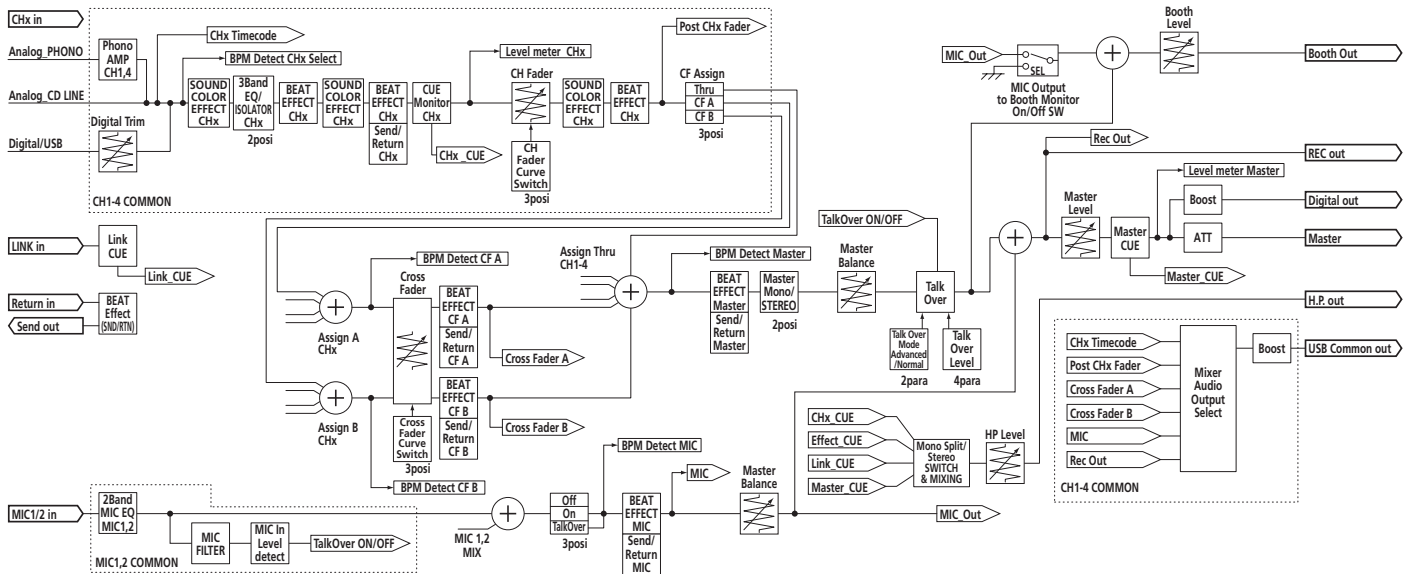 CHx in
Analog_PHONO
Phono
AMP
CH1,4
CHx Timecode
BPM Detect CHx Select
Analog_CD LINE
Digital/USB
Digital Trim
SOUND
COLOR
EFFECT
CHx
3Band
EQ/
ISOLATOR
CHx
2posi
BEAT
EFFECT
CHx
SOUND
COLOR
EFFECT
CHx
BEAT
EFFECT
CHx
Send/
Return
CHx
CUE
Monitor
CHx
CHx _CUE
Level meter CHx
CH Fader
CH
Fader
Curve
Switch
3posi
SOUND
COLOR
EFFECT
CHx
BEAT
EFFECT
CHx
Post CHx Fader
CF Assign
Thru
CF A
CF B
3posi
CH1-4 COMMON
MIC_Out
SEL
MIC Output
to Booth Monitor
On/Off SW
Booth
Level
Booth Out
Rec Out
REC out
Level meter Master
Boost
Digital out
ATT
Master
Master
Level
Master
CUE
Master_CUE
LINK in
Link
CUE
Link_CUE
Return in
Send out
BEAT
Effect
(SND/RTN)
BPM Detect CF A
Cross
Fader
Assign A
CHx
BEAT
EFFECT
CF A
Send/
Return
CF A
Cross Fader A
Assign Thru
CH1-4
BPM Detect Master
BEAT
EFFECT
Master
Send/
Return
Master
Master
Mono/
STEREO
2posi
Master
Balance
TalkOver ON/OFF
Talk
Over
Talk Over
Mode
Advanced
/Normal
2para
Talk
Over
Level
4para
Assign B
CHx
Cross
Fader
Curve
Switch
3posi
BEAT
EFFECT
CF B
Send/
Return
CF B
Cross Fader B
BPM Detect CF B
H.P. out
CHx_CUE
Effect_CUE
Link_CUE
Master_CUE
Mono Split/
Stereo
SWITCH
& MIXING
HP Level
CHx Timecode
Post CHx Fader
Cross Fader A
Cross Fader B
MIC
Rec Out
Mixer
Audio
Output
Select
Boost
USB Common out
CH1-4 COMMON
MIC1/2 in
2Band
MIC EQ
MIC1,2
MIC
FILTER
MIC In
Level
detect
TalkOver ON/OFF
MIC1,2 COMMON
MIC 1,2
MIX
Off
On
TalkOver
3posi
BPM Detect MIC
BEAT
EFFECT
MIC
Send/
Return
MIC
MIC
Master
Balance
MIC_Out